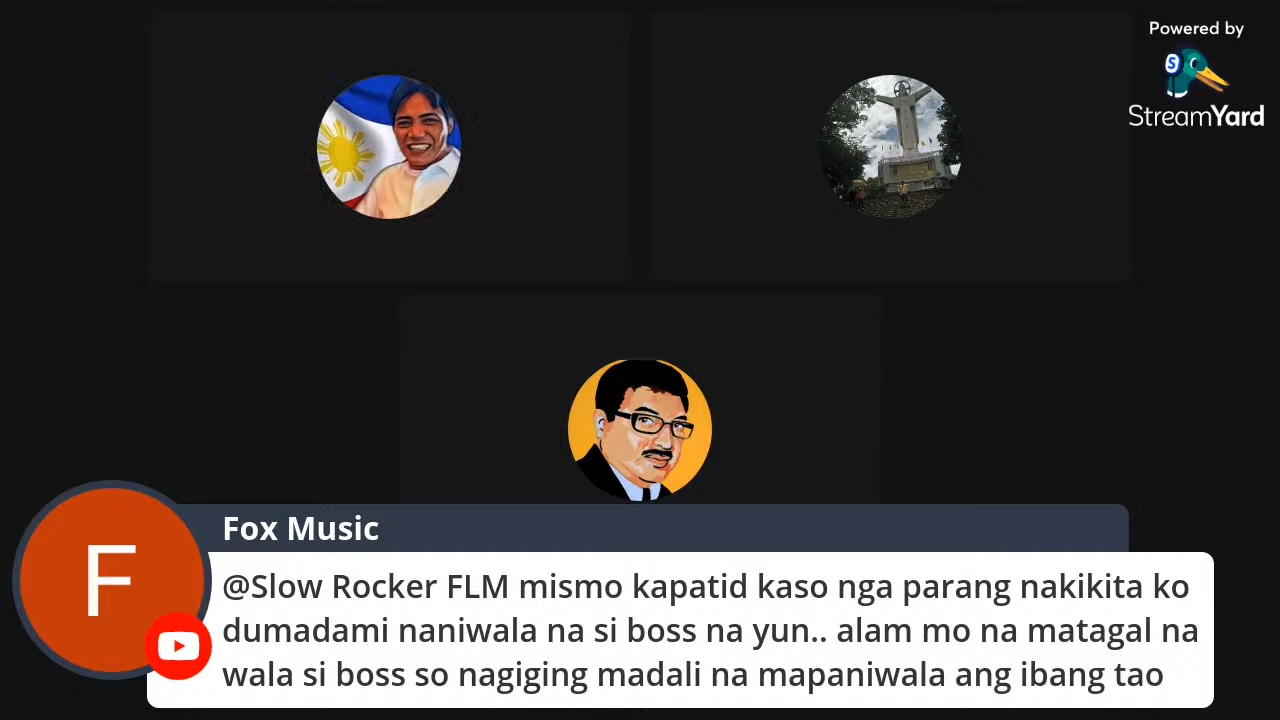 Powered by
S
StreamYard
F
Fox Music
@Slow Rocker FLM mismo kapatid kaso nga parang nakikita ko
dumadami naniwala na si boss na yun.. alam mo na matagal na
wala si boss so nagiging madali na mapaniwala ang ibang tao